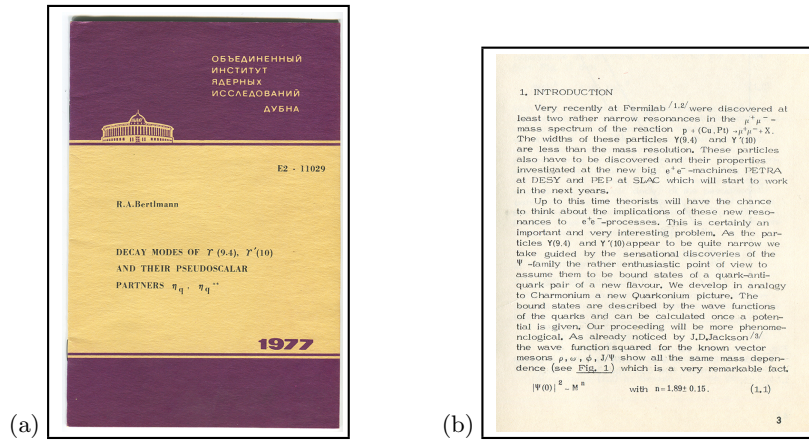 ОБЪЕДИНЕННЫЙ
ИНСТИТУТ
ЯДЕРНЫХ
ИССЛЕДОВАНИЙ
ДУБНА
E2 - 11029
R.A.Bertlmann
DECAY MODES OF ϒ (9.4), ϒ′(10)
AND THEIR PSEUDOSCALAR
PARTNERS η_q,
1977
(a)
1. INTRODUCTION
Very recently at Fermilab /1,2/ were discovered at
least two rather narrow resonances in the μ⁺μ⁻-
mass spectrum of the reaction p + (Cu, Pt) → μ⁺μ⁻ + X.
The widths of these particles ϒ(9.4) and ϒ′(10)
are less than the mass resolution. These particles
also have to be discovered and their properties
investigated at the new big e⁺e⁻-machines PETRA
at DESY and PEP at SLAC which will start to work
in the next years.
Up to this time theorists will have the chance
to think about the implications of these new reso-
nances to e⁺e⁻-processes. This is certainly an
important and very interesting problem. As the par-
ticles ϒ(9.4) and ϒ′(10) appear to be quite narrow we
take guided by the sensational discoveries of the
Ψ -family the rather enthusiastic point of view to
assume them to be bound states of a quark-anti-
quark pair of a new flavour. We develop in analogy
to Charmonium a new Quarkonium picture. The
bound states are described by the wave functions
of the quarks and can be calculated once a poten-
tial is given. Our proceeding will be more phenome-
nological. As already noticed by J.D.Jackson /3/
the wave function squared for the known vector
mesons ρ, ω, φ, J/Ψ show all the same mass depen-
dence (see Fig. 1) which is a very remarkable fact.
|Ψ(0)|² ~ Mⁿ with n=1.89± 0.15. (1.1)
3
(b)